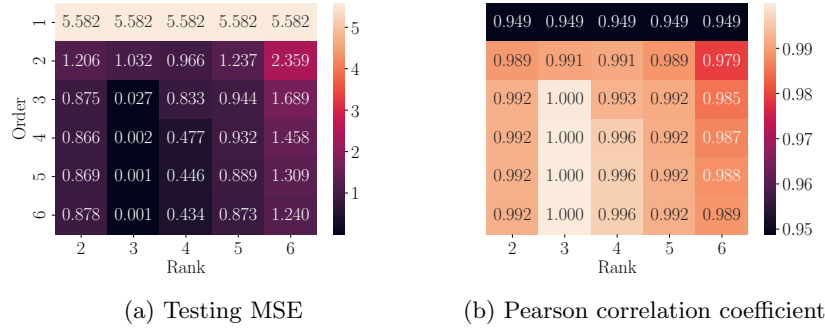 1 5.582 5.582 5.582 5.582 5.582
2 1.206 1.032 0.966 1.237 2.359
3 0.875 0.027 0.833 0.944 1.689
4 0.866 0.002 0.477 0.932 1.458
5 0.869 0.001 0.446 0.889 1.309
6 0.878 0.001 0.434 0.873 1.240
2 3 4 5 6
Rank
Order
5
4
3
2
1
(a) Testing MSE
0.949 0.949 0.949 0.949 0.949
0.989 0.991 0.991 0.989 0.979
0.992 1.000 0.993 0.992 0.985
0.992 1.000 0.996 0.992 0.987
0.992 1.000 0.996 0.992 0.988
0.992 1.000 0.996 0.992 0.989
2 3 4 5 6
Rank
0.99
0.98
0.97
0.96
0.95
(b) Pearson correlation coefficient